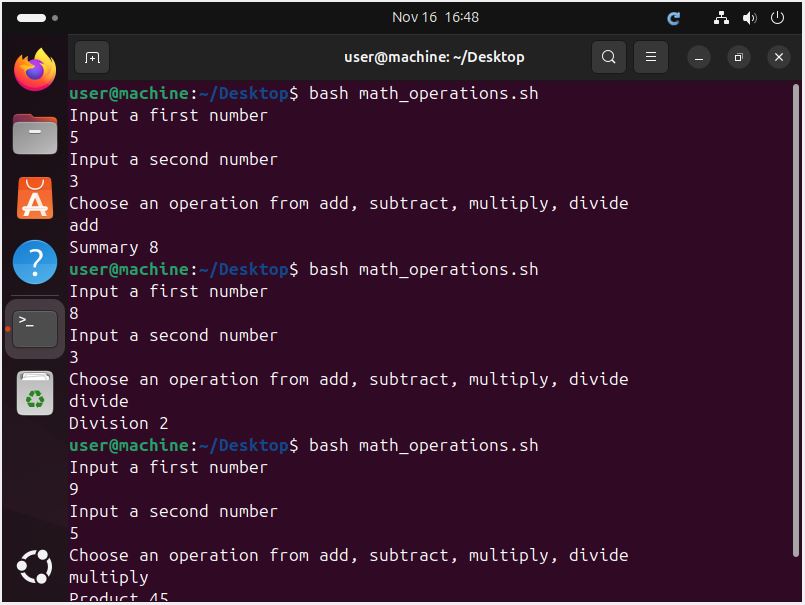 Nov 16 16:48
user@machine: ~/Desktop
user@machine:~/Desktop$ bash math_operations.sh
Input a first number
5
Input a second number
3
Choose an operation from add, subtract, multiply, divide
add
Summary 8
user@machine:~/Desktop$ bash math_operations.sh
Input a first number
8
Input a second number
3
Choose an operation from add, subtract, multiply, divide
divide
Division 2
user@machine:~/Desktop$ bash math_operations.sh
Input a first number
9
Input a second number
5
Choose an operation from add, subtract, multiply, divide
multiply
Product 45